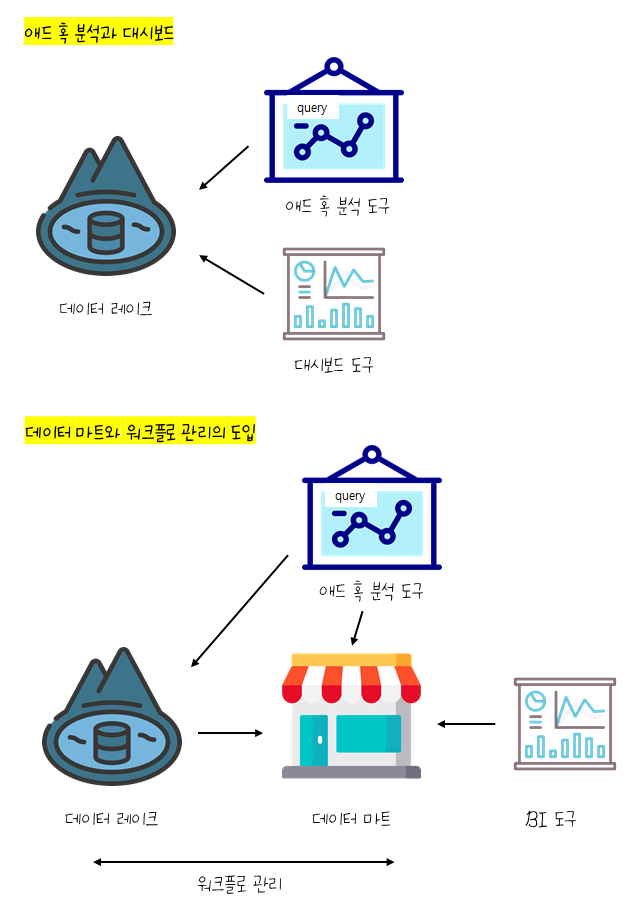 애드 혹 분석과 대시보드
query
애드 혹 분석 도구
데이터 레이크
대시보드 도구
데이터 마트와 워크플로 관리의 도입
query
애드 혹 분석 도구
데이터 레이크
데이터 마트
BI 도구
워크플로 관리